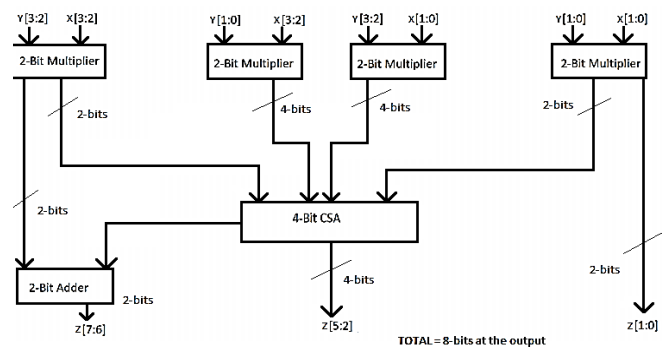 Y[3:2] X[3:2] Y[1:0] X[3:2] Y[3:2] X[1:0] Y[1:0] X[1:0]
2-Bit Multiplier 2-Bit Multiplier 2-Bit Multiplier 2-Bit Multiplier
2-bits 4-bits 4-bits 2-bits
2-bits 4-Bit CSA
2-Bit Adder 2-bits 4-bits 2-bits
Z[7:6] Z[5:2] Z[1:0]
TOTAL = 8-bits at the output